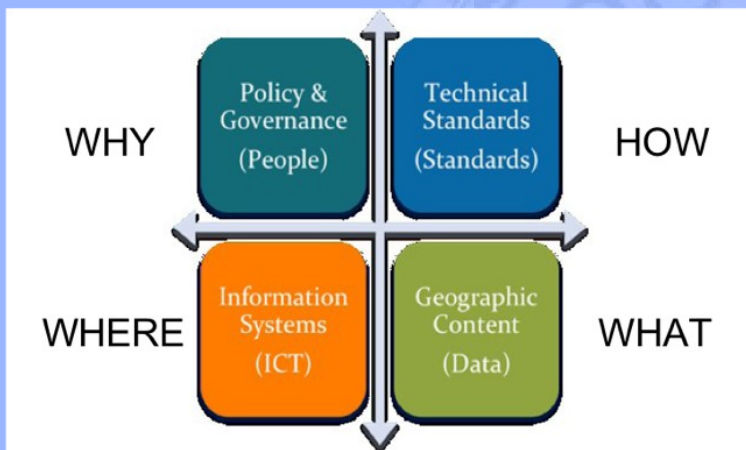 WHY
Policy &
Governance
(People)
Technical
Standards
(Standards)
HOW
WHERE
Information
Systems
(ICT)
Geographic
Content
(Data)
WHAT